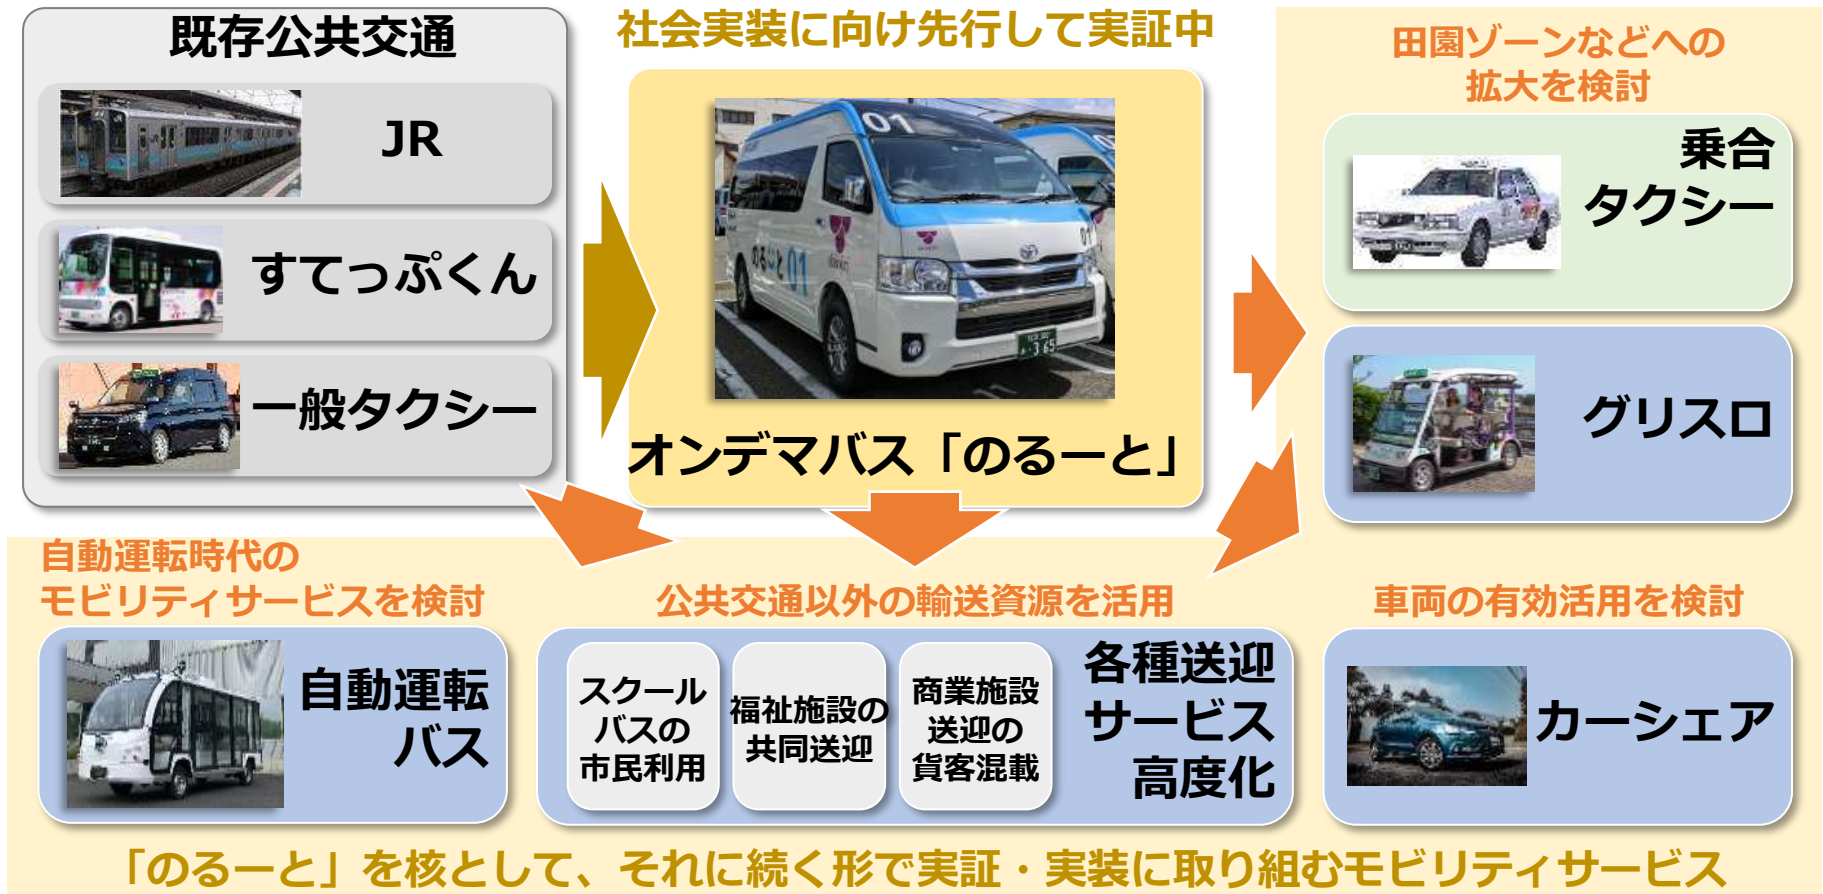 既存公共交通
JR
すてっぷくん
一般タクシー
社会実装に向け先行して実証中
01
01
のるーと 01
・365
オンデマバス「のるーと」
田園ゾーンなどへの
拡大を検討
乗合
タクシー
グリスロ
自動運転時代の
モビリティサービスを検討
自動運転
バス
公共交通以外の輸送資源を活用
スクール
バスの
市民利用
福祉施設の
共同送迎
商業施設
送迎の
貨客混載
各種送迎
サービス
高度化
車両の有効活用を検討
カーシェア
「のるーと」を核として、それに続く形で実証・実装に取り組むモビリティサービス